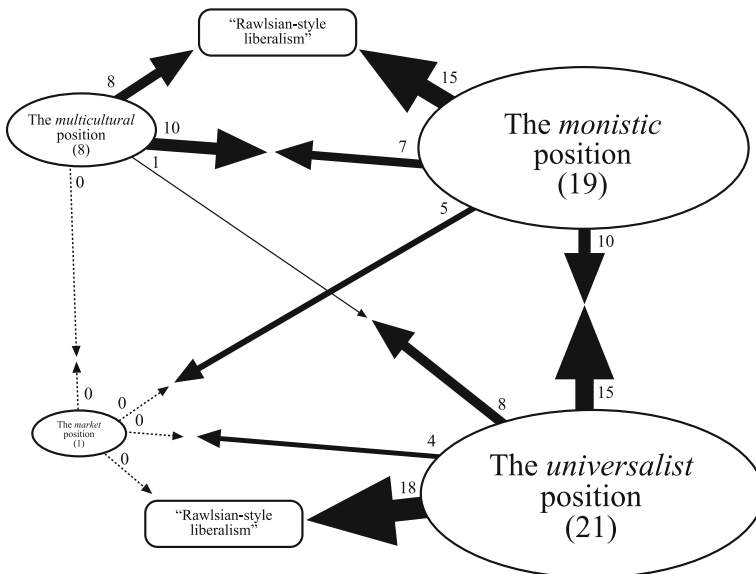 “Rawlsian-style
liberalism”
8
15
The multicultural
position
(8)
10
1
0
The monistic
position
(19)
7
5
10
0
0
0
0
The market
position
(1)
8
15
4
The universalist
position
(21)
18
“Rawlsian-style
liberalism”